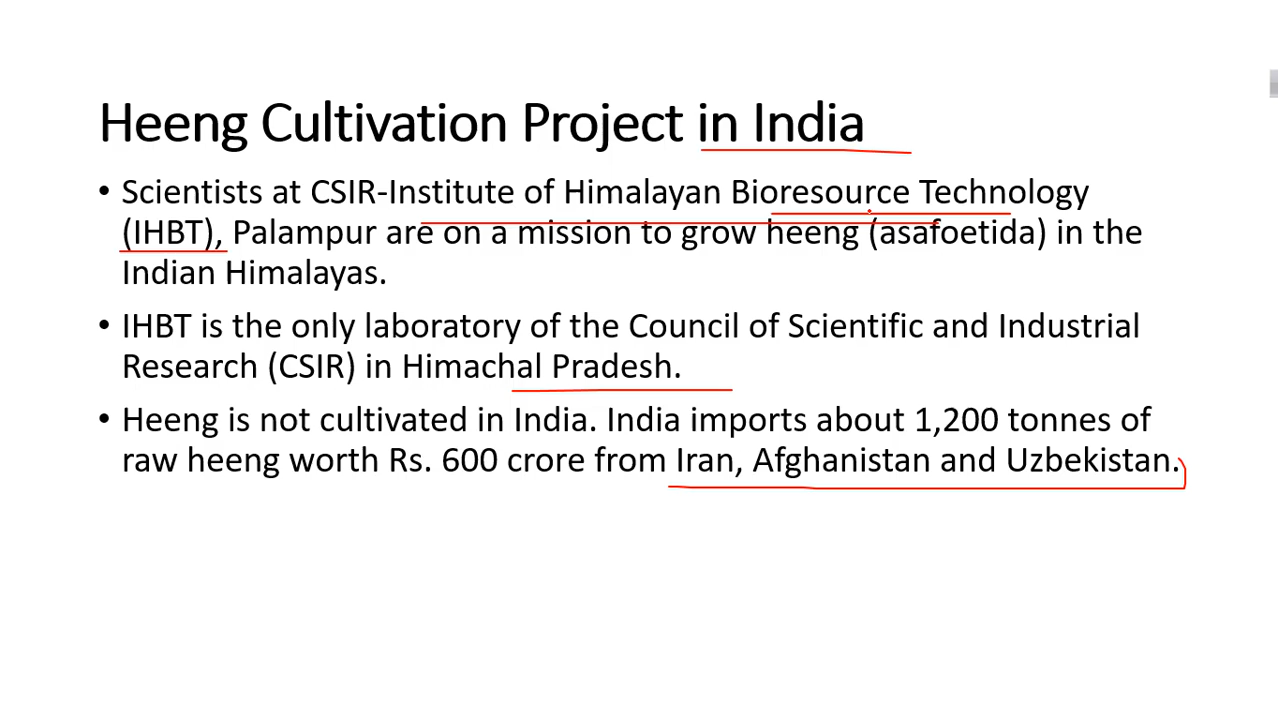 Heeng Cultivation Project in India
• Scientists at CSIR-Institute of Himalayan Bioresource Technology
(IHBT), Palampur are on a mission to grow heeng (asafoetida) in the
Indian Himalayas.
• IHBT is the only laboratory of the Council of Scientific and Industrial
Research (CSIR) in Himachal Pradesh.
• Heeng is not cultivated in India. India imports about 1,200 tonnes of
raw heeng worth Rs. 600 crore from Iran, Afghanistan and Uzbekistan.